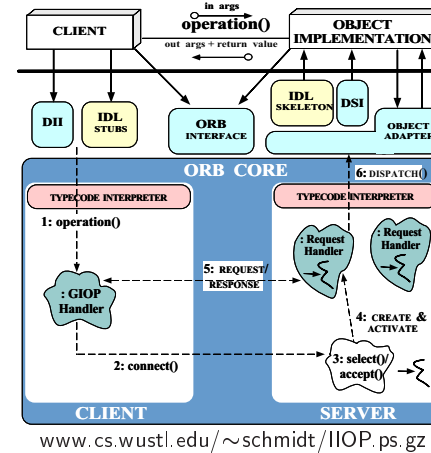 in args
CLIENT
operation()
OBJECT
IMPLEMENTATION
out args + return value
DII
IDL
STUBS
ORB
INTERFACE
IDL
SKELETON
DSI
OBJECT
ADAPTER
ORB CORE
6: DISPATCH()
TYPECODE INTERPRETER
TYPECODE INTERPRETER
1: operation()
: Request
Handler
: Request
Handler
5: REQUEST/
RESPONSE
: GIOP
Handler
4: CREATE &
ACTIVATE
2: connect()
3: select()/
accept()
CLIENT
SERVER
www.cs.wustl.edu/~schmidt/IIOP.ps.gz